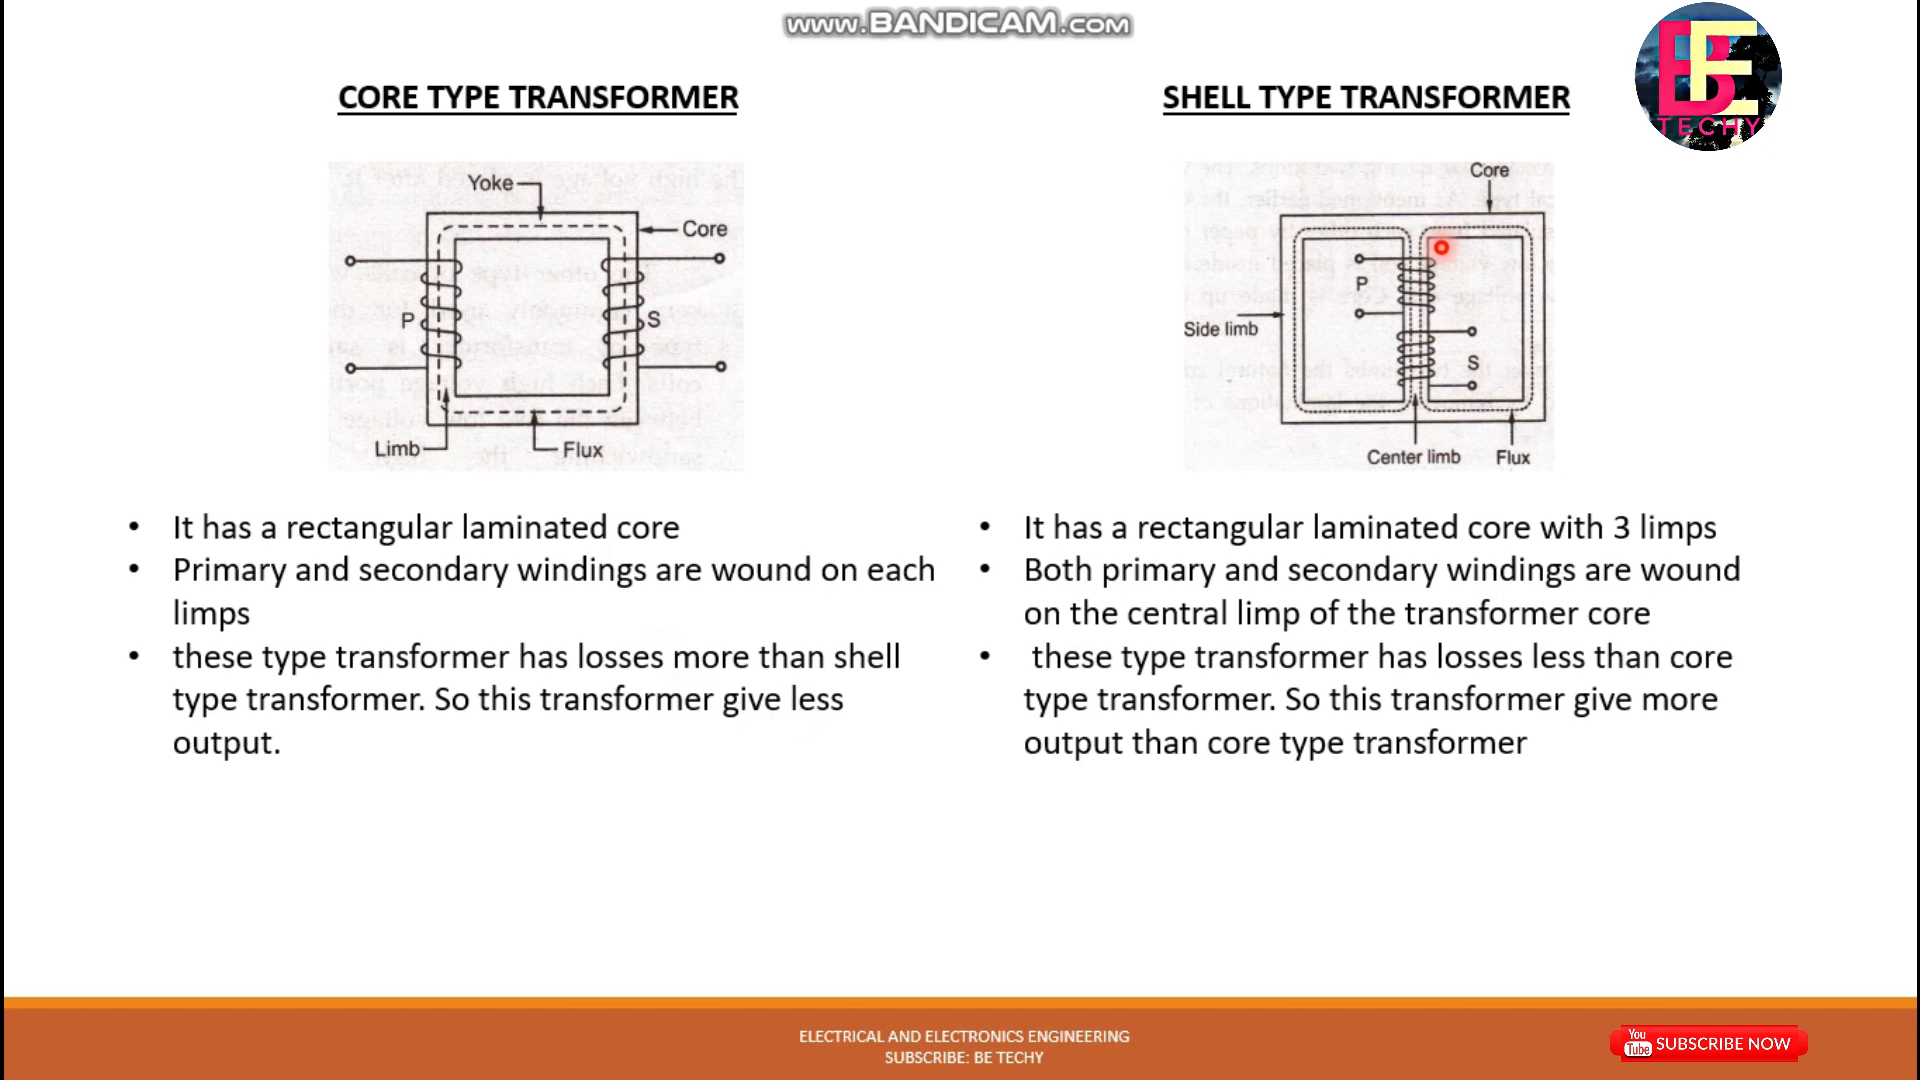 www.BANDICAM.com
BE
TECHY
CORE TYPE TRANSFORMER
Yoke
Core
P
S
Limb
Flux
• It has a rectangular laminated core
• Primary and secondary windings are wound on each
limps
• these type transformer has losses more than shell
type transformer. So this transformer give less
output.
SHELL TYPE TRANSFORMER
Core
P
Side limb
S
Center limb
Flux
• It has a rectangular laminated core with 3 limps
• Both primary and secondary windings are wound
on the central limp of the transformer core
• these type transformer has losses less than core
type transformer. So this transformer give more
output than core type transformer
ELECTRICAL AND ELECTRONICS ENGINEERING
SUBSCRIBE: BE TECHY
You
Tube
SUBSCRIBE NOW